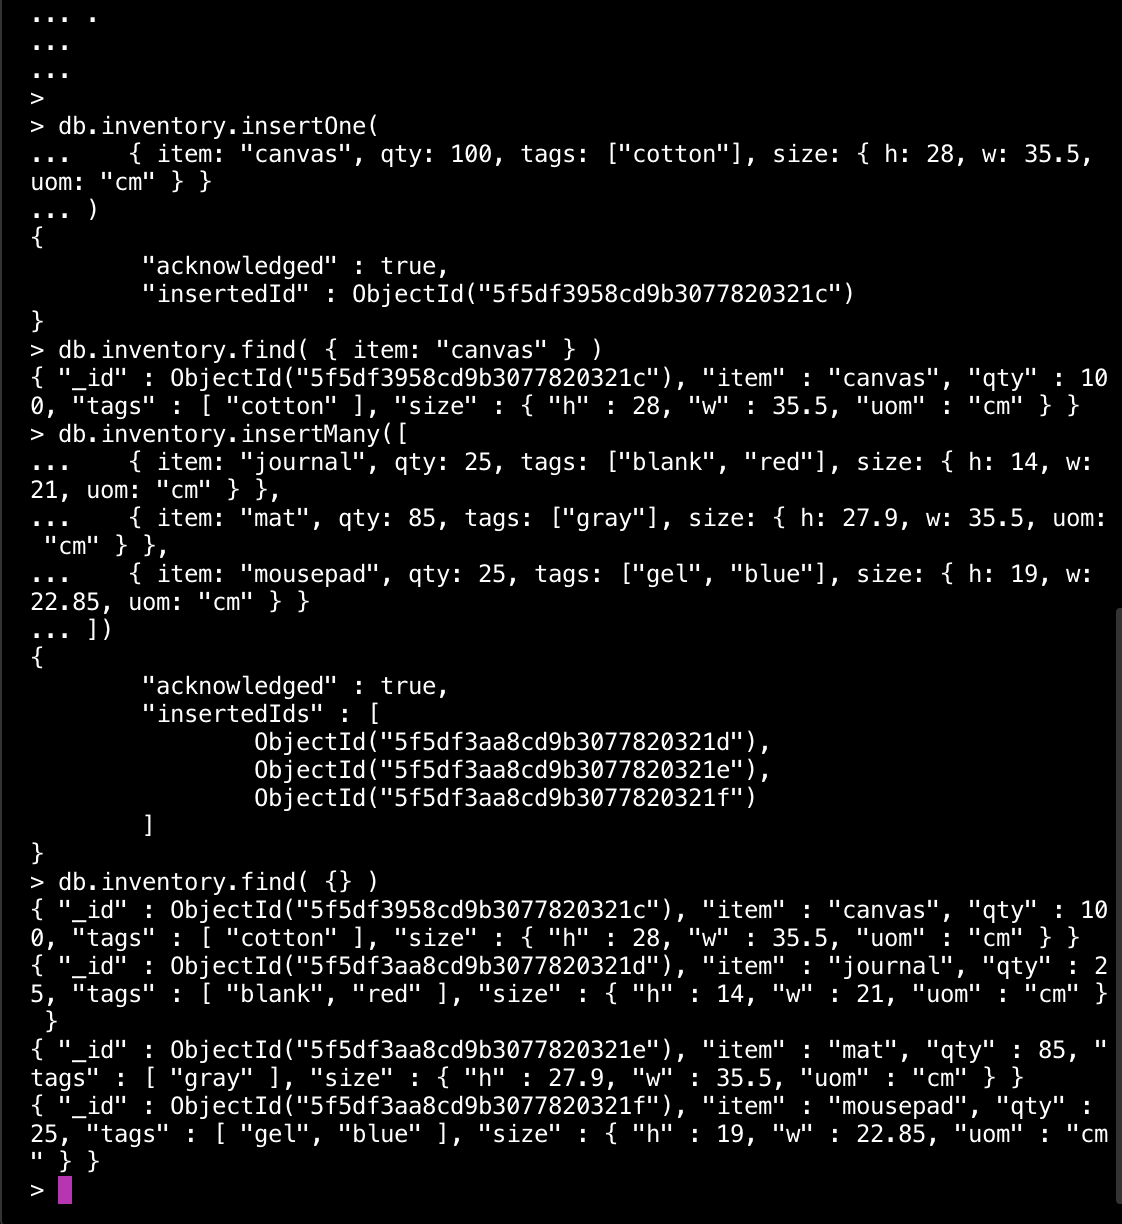 ... .
...
...
>
> db.inventory.insertOne(
...    { item: "canvas", qty: 100, tags: ["cotton"], size: { h: 28, w: 35.5,
uom: "cm" } }
... )
{
        "acknowledged" : true,
        "insertedId" : ObjectId("5f5df3958cd9b3077820321c")
}
> db.inventory.find( { item: "canvas" } )
{ "_id" : ObjectId("5f5df3958cd9b3077820321c"), "item" : "canvas", "qty" : 10
0, "tags" : [ "cotton" ], "size" : { "h" : 28, "w" : 35.5, "uom" : "cm" } }
> db.inventory.insertMany([
...    { item: "journal", qty: 25, tags: ["blank", "red"], size: { h: 14, w:
21, uom: "cm" } },
...    { item: "mat", qty: 85, tags: ["gray"], size: { h: 27.9, w: 35.5, uom:
 "cm" } },
...    { item: "mousepad", qty: 25, tags: ["gel", "blue"], size: { h: 19, w:
22.85, uom: "cm" } }
... ])
{
        "acknowledged" : true,
        "insertedIds" : [
                ObjectId("5f5df3aa8cd9b3077820321d"),
                ObjectId("5f5df3aa8cd9b3077820321e"),
                ObjectId("5f5df3aa8cd9b3077820321f")
        ]
}
> db.inventory.find( {} )
{ "_id" : ObjectId("5f5df3958cd9b3077820321c"), "item" : "canvas", "qty" : 10
0, "tags" : [ "cotton" ], "size" : { "h" : 28, "w" : 35.5, "uom" : "cm" } }
{ "_id" : ObjectId("5f5df3aa8cd9b3077820321d"), "item" : "journal", "qty" : 2
5, "tags" : [ "blank", "red" ], "size" : { "h" : 14, "w" : 21, "uom" : "cm" }
 }
{ "_id" : ObjectId("5f5df3aa8cd9b3077820321e"), "item" : "mat", "qty" : 85, "
tags" : [ "gray" ], "size" : { "h" : 27.9, "w" : 35.5, "uom" : "cm" } }
{ "_id" : ObjectId("5f5df3aa8cd9b3077820321f"), "item" : "mousepad", "qty" :
25, "tags" : [ "gel", "blue" ], "size" : { "h" : 19, "w" : 22.85, "uom" : "cm
" } }
>